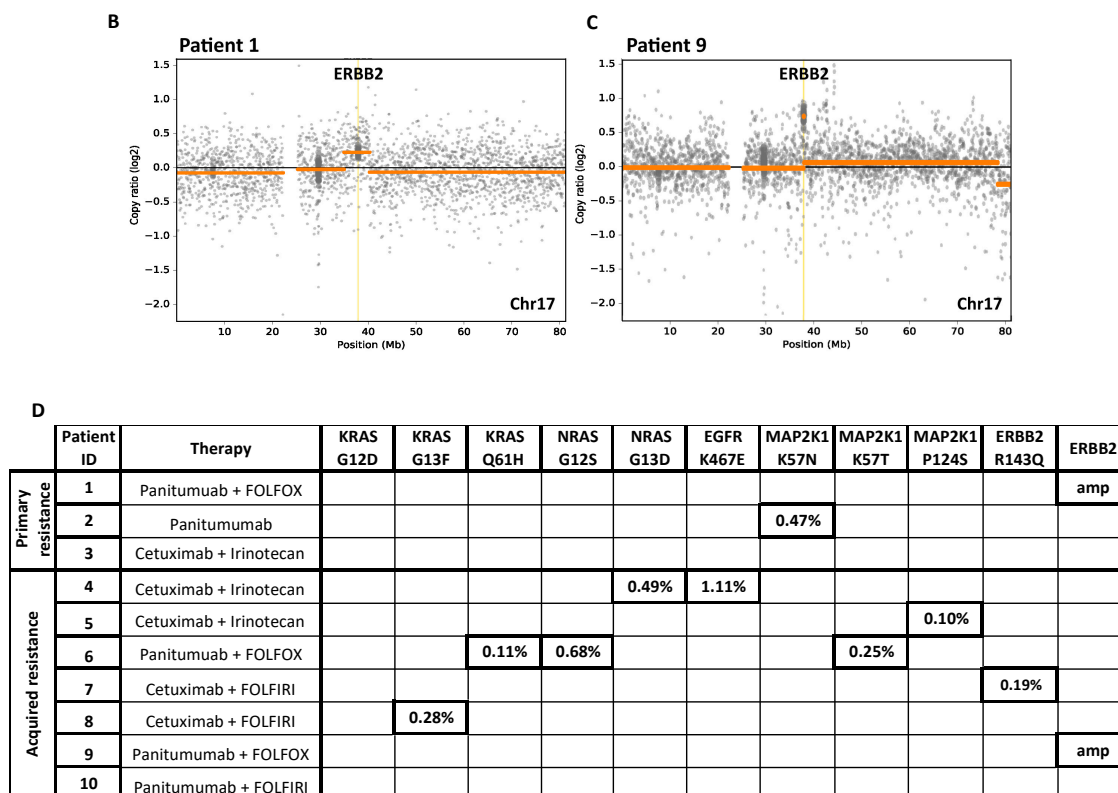 B
Patient 1
ERBB2
1.5
1.0
0.5
0.0
−0.5
−1.0
−1.5
−2.0
Copy ratio (log2)
Chr17
10 20 30 40 50 60 70 80
Position (Mb)
C
Patient 9
ERBB2
1.5
1.0
0.5
0.0
−0.5
−1.0
−1.5
−2.0
Copy ratio (log2)
Chr17
10 20 30 40 50 60 70 80
Position (Mb)
D
Patient ID Therapy KRAS G12D KRAS G13F KRAS Q61H NRAS G12S NRAS G13D EGFR K467E MAP2K1 K57N MAP2K1 K57T MAP2K1 P124S ERBB2 R143Q ERBB2
Primary resistance
1 Panitumuab + FOLFOX amp
2 Panitumumab 0.47%
3 Cetuximab + Irinotecan
Acquired resistance
4 Cetuximab + Irinotecan 0.49% 1.11%
5 Cetuximab + Irinotecan 0.10%
6 Panitumuab + FOLFOX 0.11% 0.68% 0.25%
7 Cetuximab + FOLFIRI 0.19%
8 Cetuximab + FOLFIRI 0.28%
9 Panitumumab + FOLFOX amp
10 Panitumumab + FOLFIRI